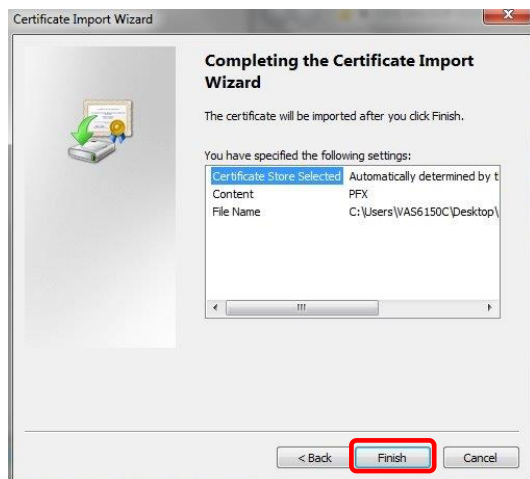 Certificate Import Wizard
X
Completing the Certificate Import
Wizard
The certificate will be imported after you click Finish.
You have specified the following settings:
Certificate Store Selected Automatically determined by t
Content PFX
File Name C:\Users\VAS6150C\Desktop\
< Back Finish Cancel